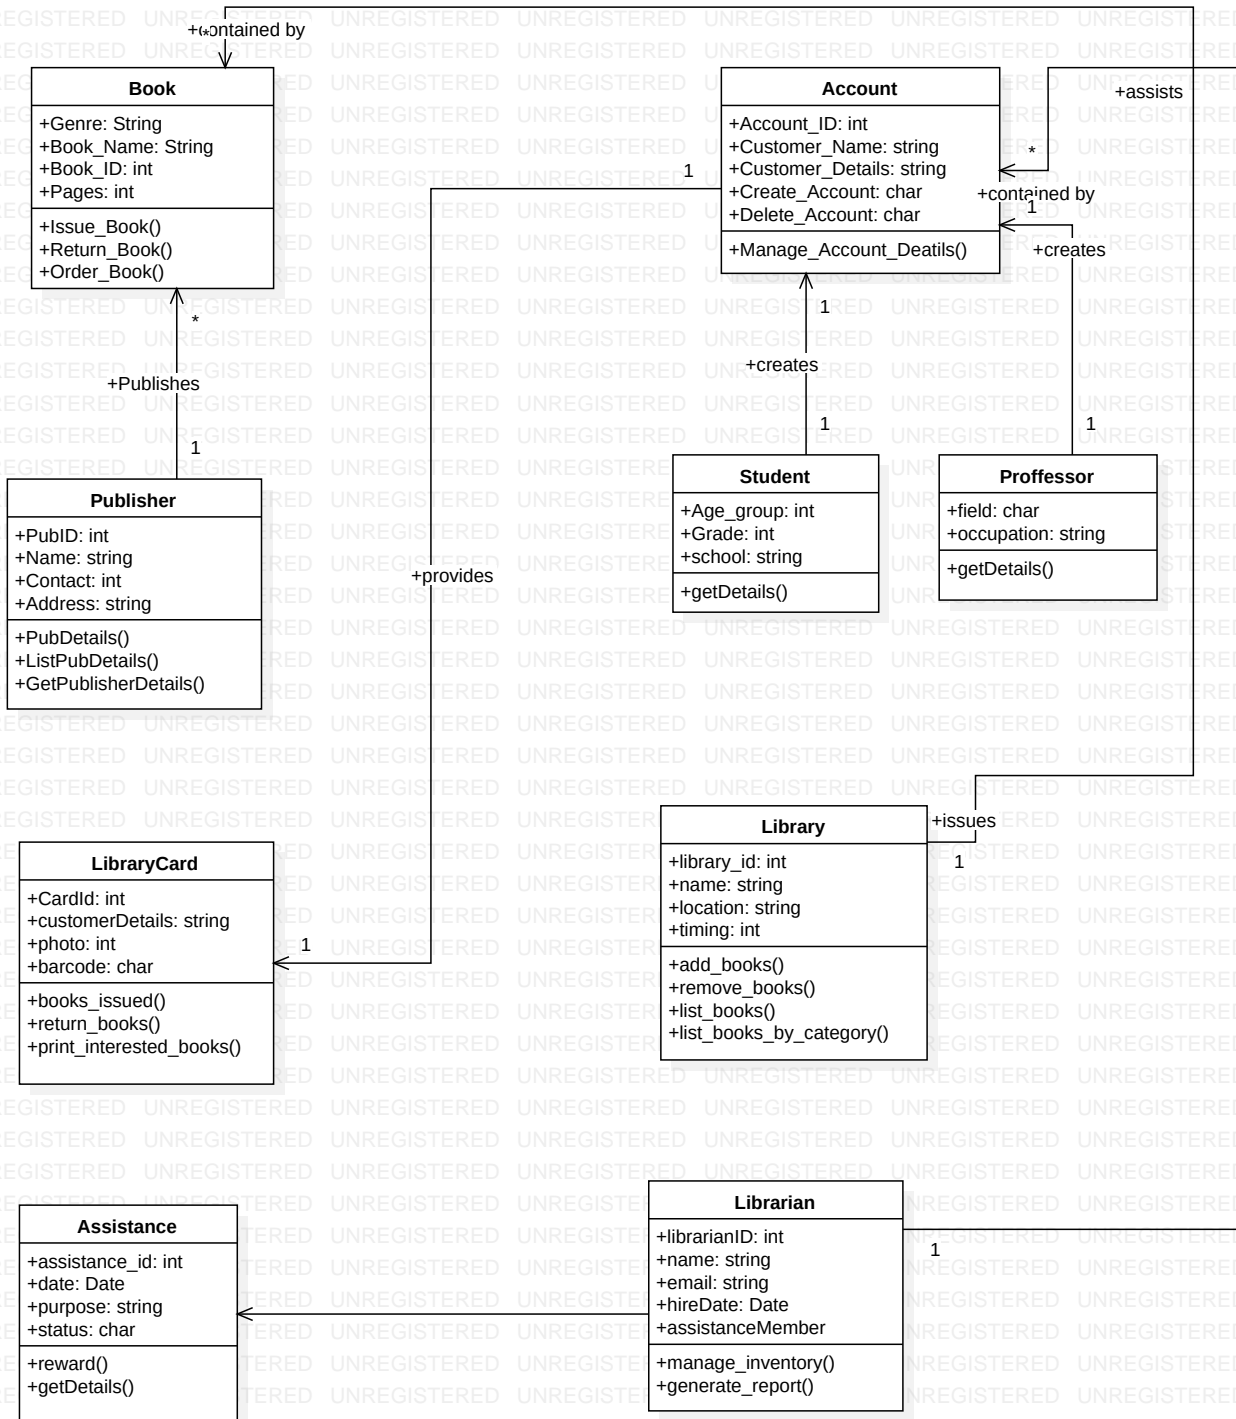 +contained by
*
Book
+Genre: String
+Book_Name: String
+Book_ID: int
+Pages: int
+Issue_Book()
+Return_Book()
+Order_Book()
*
+Publishes
1
Publisher
+PubID: int
+Name: string
+Contact: int
+Address: string
+PubDetails()
+ListPubDetails()
+GetPublisherDetails()
Account
+Account_ID: int
+Customer_Name: string
+Customer_Details: string
+Create_Account: char
+Delete_Account: char
+Manage_Account_Deatils()
+assists
*
+contained by
1
+creates
1
1
+creates
1
1
Student
+Age_group: int
+Grade: int
+school: string
+getDetails()
Proffessor
+field: char
+occupation: string
+getDetails()
1
+provides
1
LibraryCard
+CardId: int
+customerDetails: string
+photo: int
+barcode: char
+books_issued()
+return_books()
+print_interested_books()
Library
+library_id: int
+name: string
+location: string
+timing: int
+add_books()
+remove_books()
+list_books()
+list_books_by_category()
+issues
1
Assistance
+assistance_id: int
+date: Date
+purpose: string
+status: char
+reward()
+getDetails()
Librarian
+librarianID: int
+name: string
+email: string
+hireDate: Date
+assistanceMember
+manage_inventory()
+generate_report()
1
UNREGISTERED